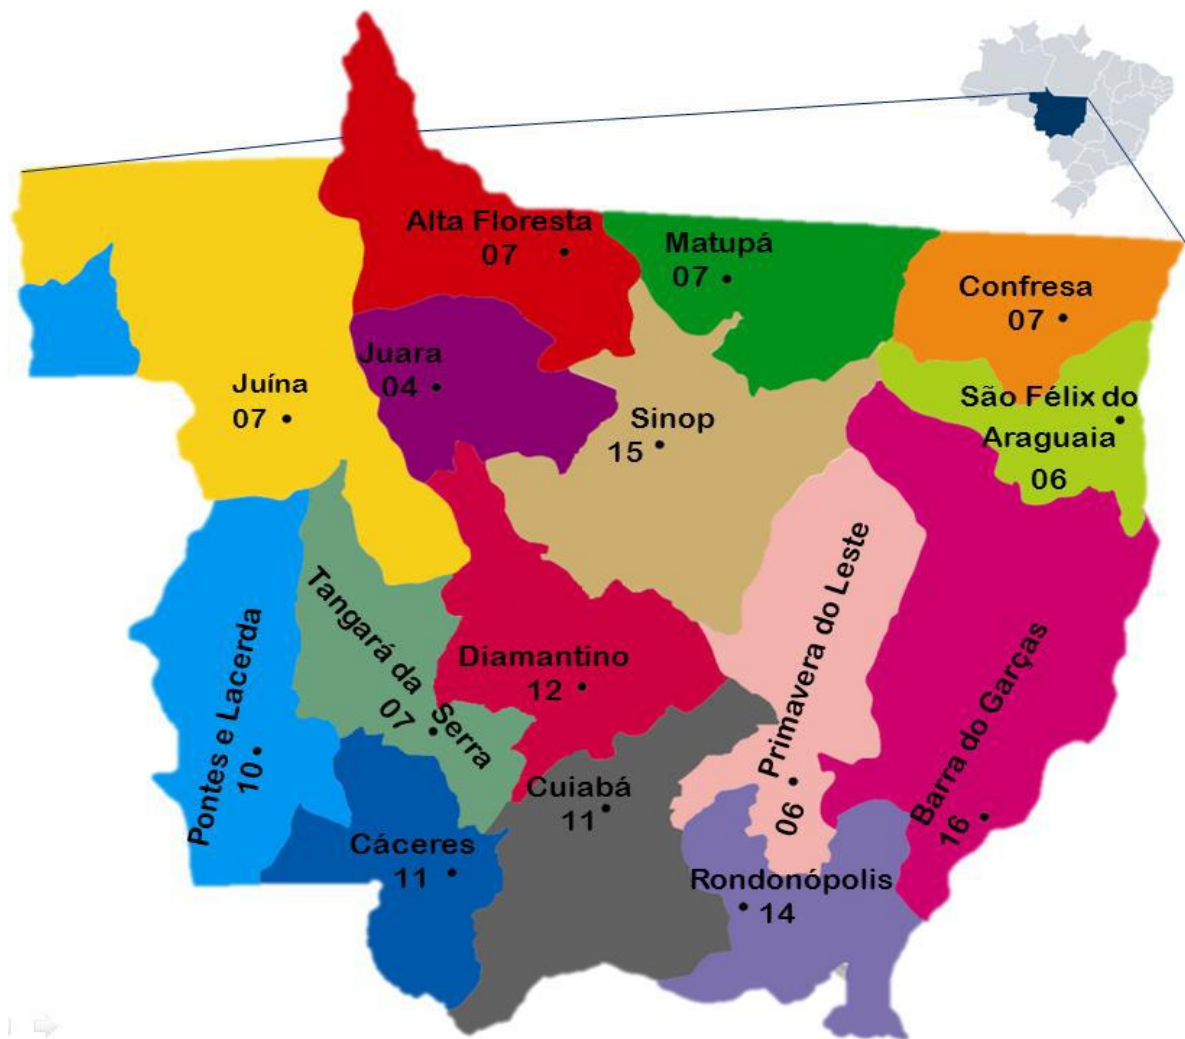 Alta Floresta
07
Matupá
07
Confresa
07
Juara
04
Juína
07
Sinop
15
São Félix do
Araguaia
06
Pontes e Lacerda
10
Tangará da Serra
07
Diamantino
12
Primavera do Leste
06
Barra do Garças
16
Cuiabá
11
Cáceres
11
Rondonópolis
14